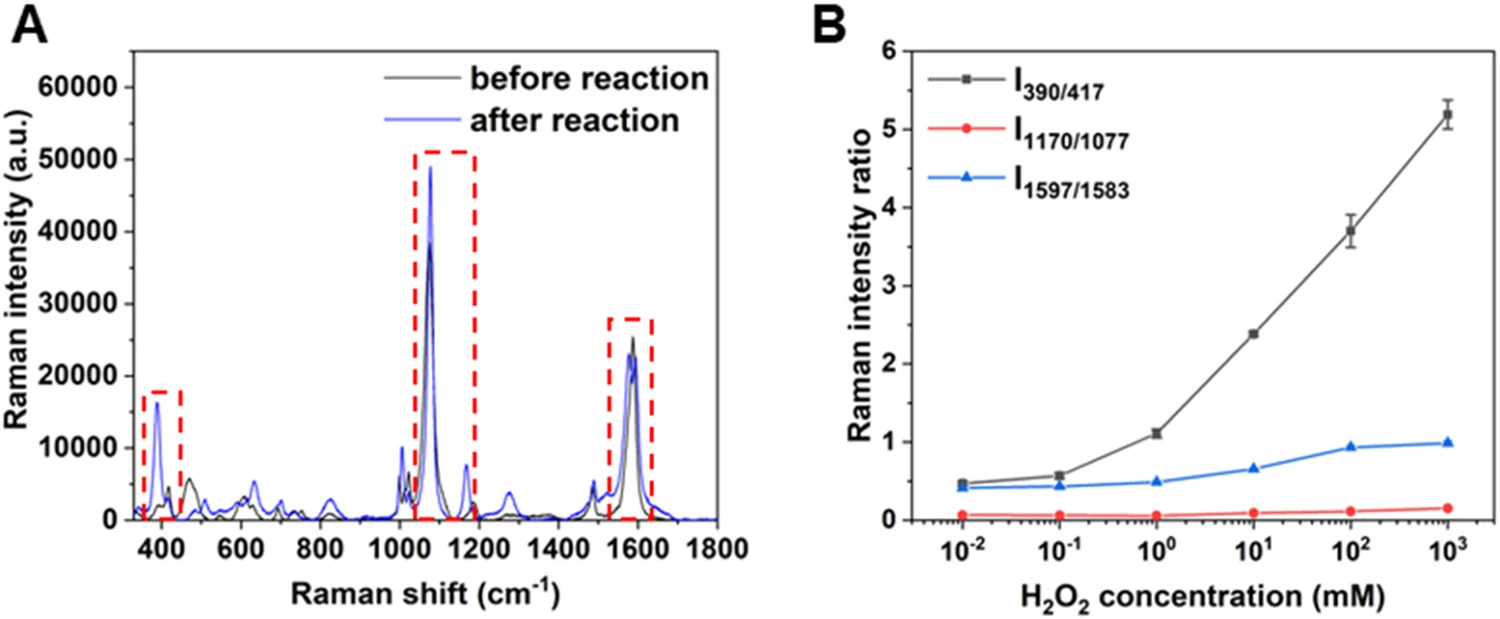 A
Raman intensity (a.u.)
60000
50000
40000
30000
20000
10000
0
before reaction
after reaction
400 600 800 1000 1200 1400 1600 1800
Raman shift (cm⁻¹)
B
Raman intensity ratio
6
5
4
3
2
1
0
I₃₉₀/₄₁₇
I₁₁₇₀/₁₀₇₇
I₁₅₉₇/₁₅₈₃
10⁻² 10⁻¹ 10⁰ 10¹ 10² 10³
H₂O₂ concentration (mM)